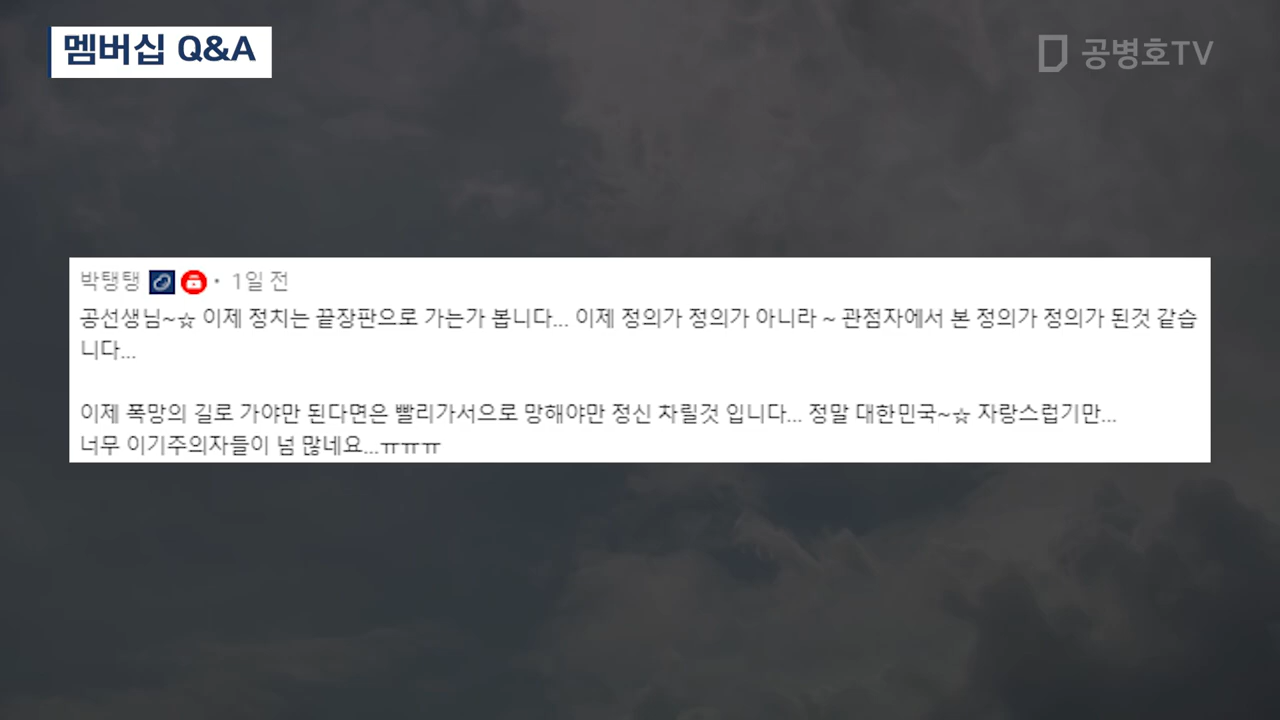 멤버십 Q&A
공병호TV
박탱탱 · 1일 전
공선생님~☆ 이제 정치는 끝장판으로 가는가 봅니다... 이제 정의가 정의가 아니라 ~ 관점자에서 본 정의가 정의가 된것 같습
니다...
이제 폭망의 길로 가야만 된다면은 빨리가서으로 망해야만 정신 차릴것 입니다... 정말 대한민국~☆ 자랑스럽기만...
너무 이기주의자들이 넘 많네요...ㅠㅠㅠ